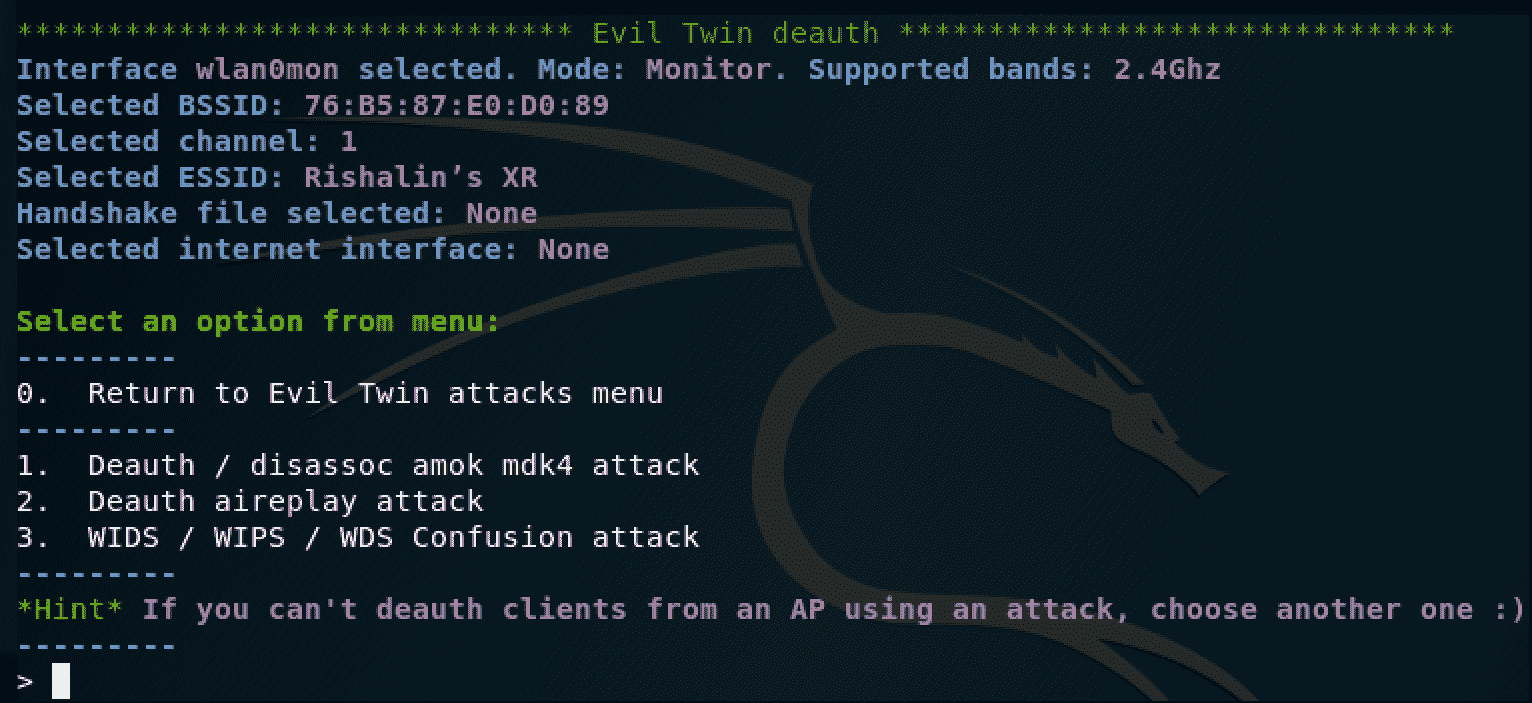 ******************************* Evil Twin deauth *******************************
Interface wlan0mon selected. Mode: Monitor. Supported bands: 2.4Ghz
Selected BSSID: 76:B5:87:E0:D0:89
Selected channel: 1
Selected ESSID: Rishalin’s XR
Handshake file selected: None
Selected internet interface: None
Select an option from menu:
---------
0.  Return to Evil Twin attacks menu
---------
1.  Deauth / disassoc amok mdk4 attack
2.  Deauth aireplay attack
3.  WIDS / WIPS / WDS Confusion attack
---------
*Hint* If you can't deauth clients from an AP using an attack, choose another one :)
---------
>